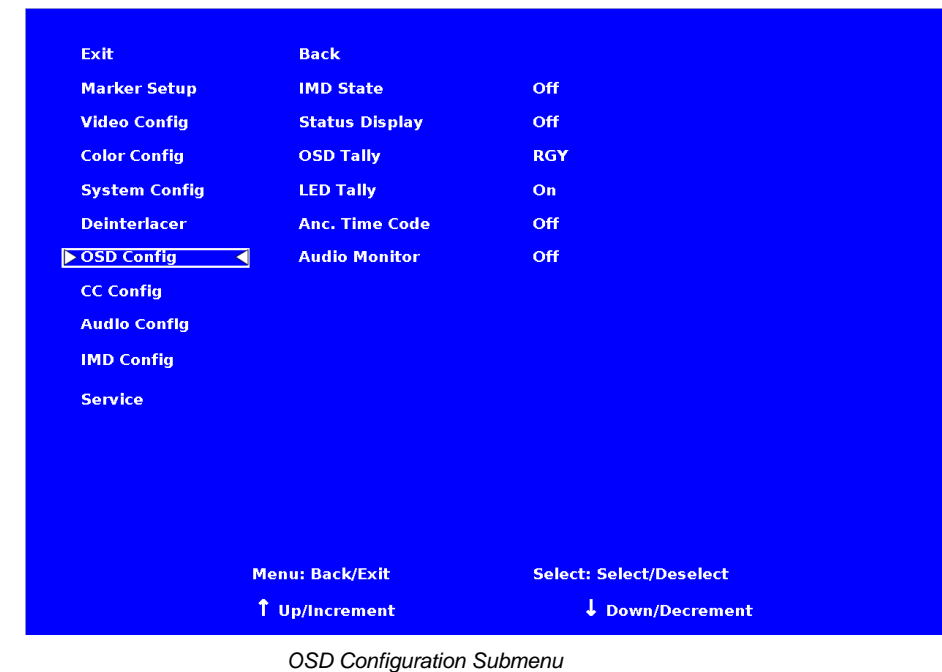 Exit Back
Marker Setup IMD State Off
Video Config Status Display Off
Color Config OSD Tally RGY
System Config LED Tally On
Deinterlacer Anc. Time Code Off
OSD Config Audio Monitor Off
CC Config
Audio Config
IMD Config
Service
Menu: Back/Exit Select: Select/Deselect
↑ Up/Increment ↓ Down/Decrement
OSD Configuration Submenu